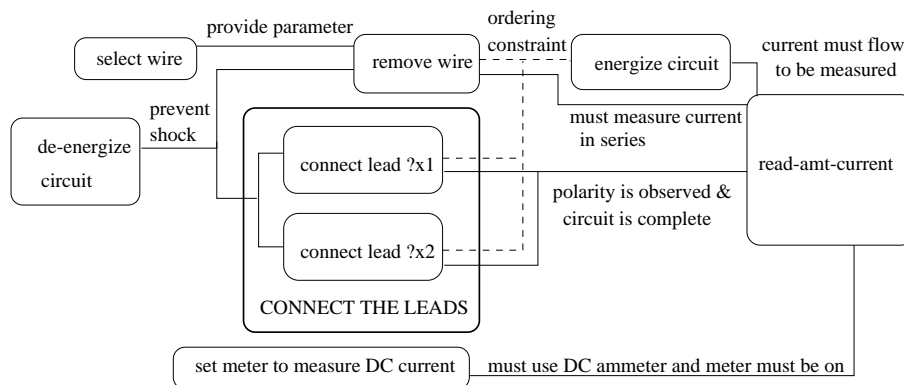 provide parameter
ordering
constraint
select wire
remove wire
energize circuit
current must flow
to be measured
prevent
shock
must measure current
in series
de-energize
circuit
connect lead ?x1
read-amt-current
polarity is observed &
circuit is complete
connect lead ?x2
CONNECT THE LEADS
set meter to measure DC current
must use DC ammeter and meter must be on